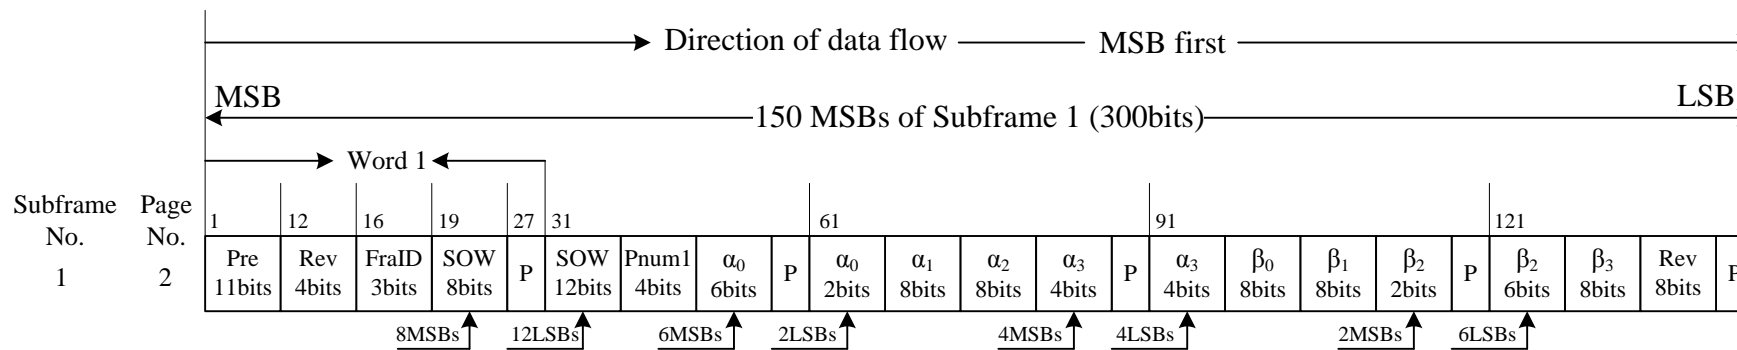 Direction of data flow MSB first
MSB LSB
150 MSBs of Subframe 1 (300bits)
Word 1
Subframe No. Page No.
1 12 16 19 27 31 61 91 121
1 2
Pre 11bits Rev 4bits FraID 3bits SOW 8bits P SOW 12bits Pnum1 4bits α₀ 6bits P α₀ 2bits α₁ 8bits α₂ 8bits α₃ 4bits P α₃ 4bits β₀ 8bits β₁ 8bits β₂ 2bits P β₂ 6bits β₃ 8bits Rev 8bits P
8MSBs 12LSBs 6MSBs 2LSBs 4MSBs 4LSBs 2MSBs 6LSBs